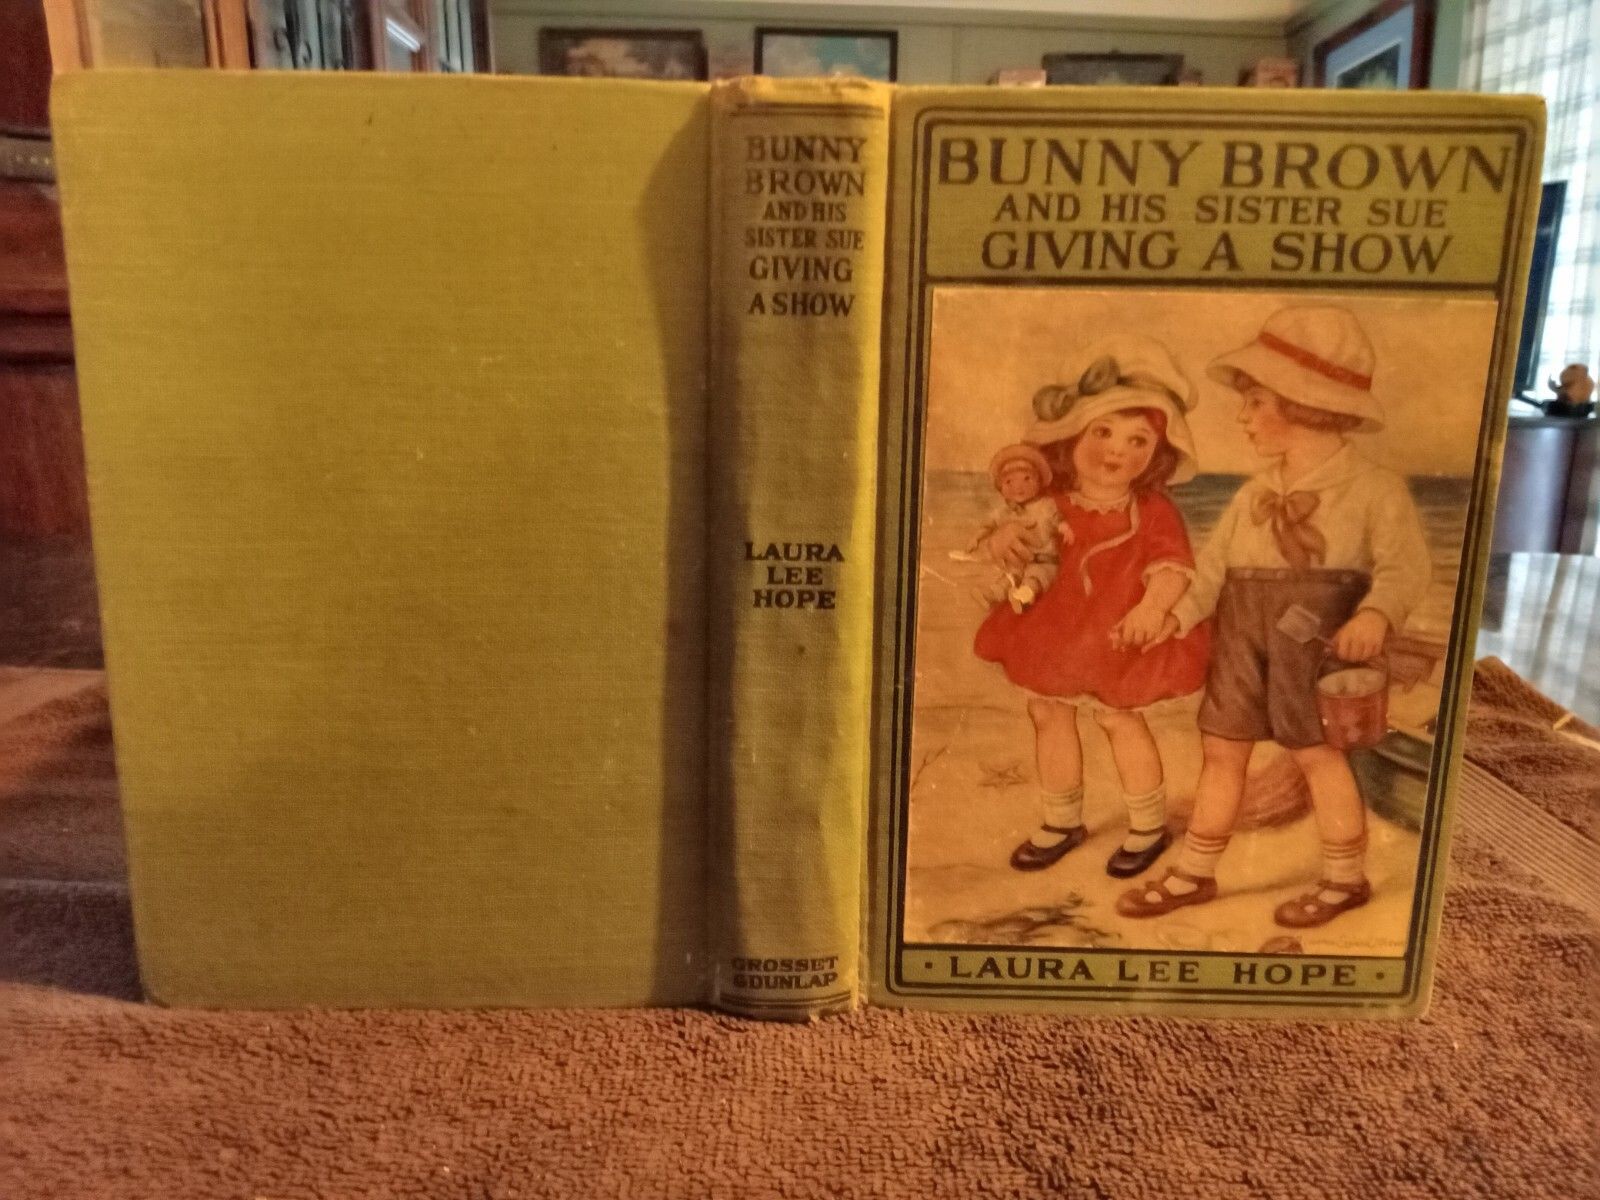 BUNNY
BROWN
AND HIS
SISTER SUE
GIVING
A SHOW
LAURA
LEE
HOPE
GROSSET
& DUNLAP
BUNNY BROWN
AND HIS SISTER SUE
GIVING A SHOW
· LAURA LEE HOPE ·